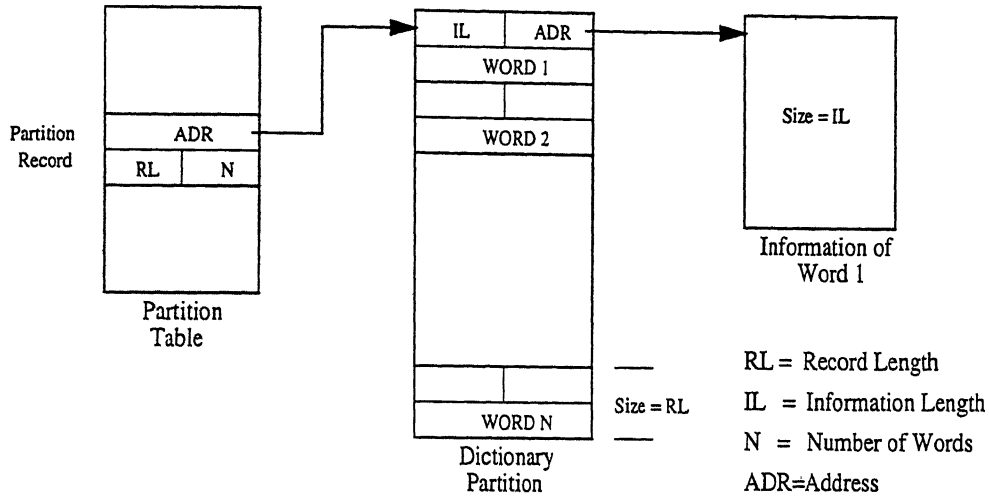 Partition
Record
ADR
RL N
Partition
Table
IL ADR
WORD 1
WORD 2
WORD N
Dictionary
Partition
Size = RL
Size = IL
Information of
Word 1
RL = Record Length
IL = Information Length
N = Number of Words
ADR=Address